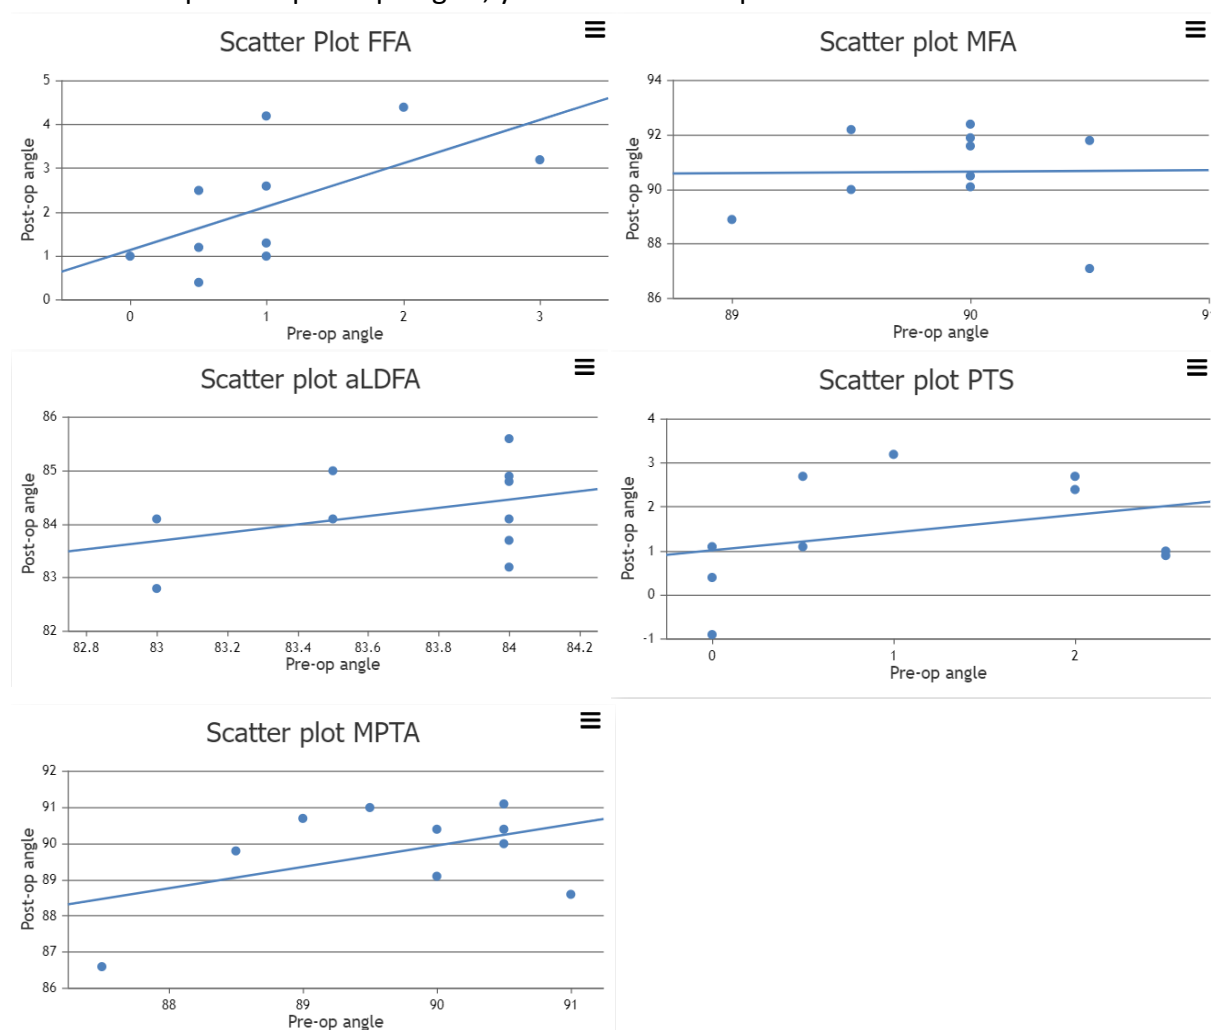 Scatter Plot FFA
5
4
3
2
1
0
Post-op angle
0 1 2 3
Pre-op angle
Scatter plot MFA
94
92
90
88
86
Post-op angle
89 90
Pre-op angle
Scatter plot aLDFA
86
85
84
83
82
Post-op angle
82.8 83 83.2 83.4 83.6 83.8 84 84.2
Pre-op angle
Scatter plot PTS
4
3
2
1
0
-1
Post-op angle
0 1 2
Pre-op angle
Scatter plot MPTA
92
91
90
89
88
87
86
Post-op angle
88 89 90 91
Pre-op angle